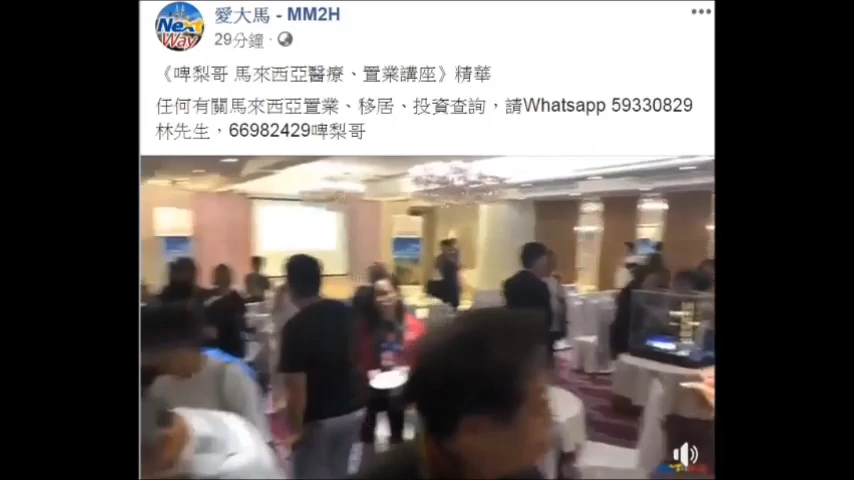 Next
Way
愛大馬 - MM2H
29分鐘 ·
《啤梨哥 馬來西亞醫療、置業講座》精華
任何有關馬來西亞置業、移居、投資查詢，請Whatsapp 59330829
林先生，66982429啤梨哥